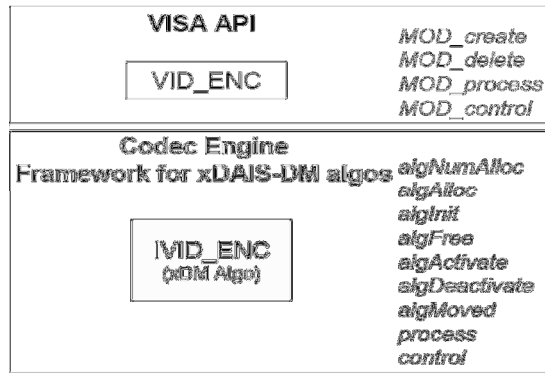 VISA API
VID_ENC
MOD_create
MOD_delete
MOD_process
MOD_control
Codec Engine
Framework for xDAIS-DM algos
IVID_ENC
(xDM Algo)
algNumAlloc
algAlloc
algInit
algFree
algActivate
algDeactivate
algMoved
process
control